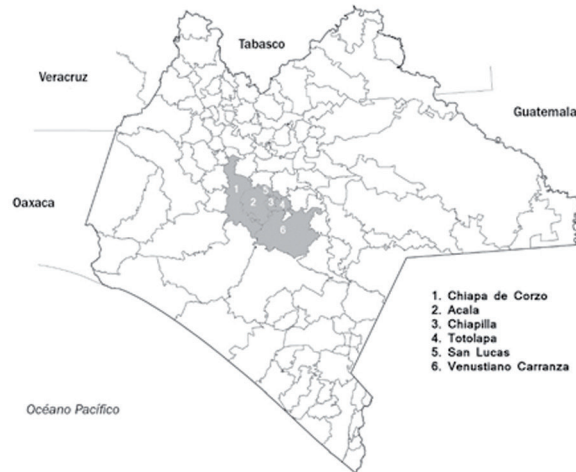 Tabasco
Veracruz
Guatemala
Oaxaca
1
5
2
3
4
6
1. Chiapa de Corzo
2. Acala
3. Chiapilla
4. Totolapa
5. San Lucas
6. Venustiano Carranza
Océano Pacífico